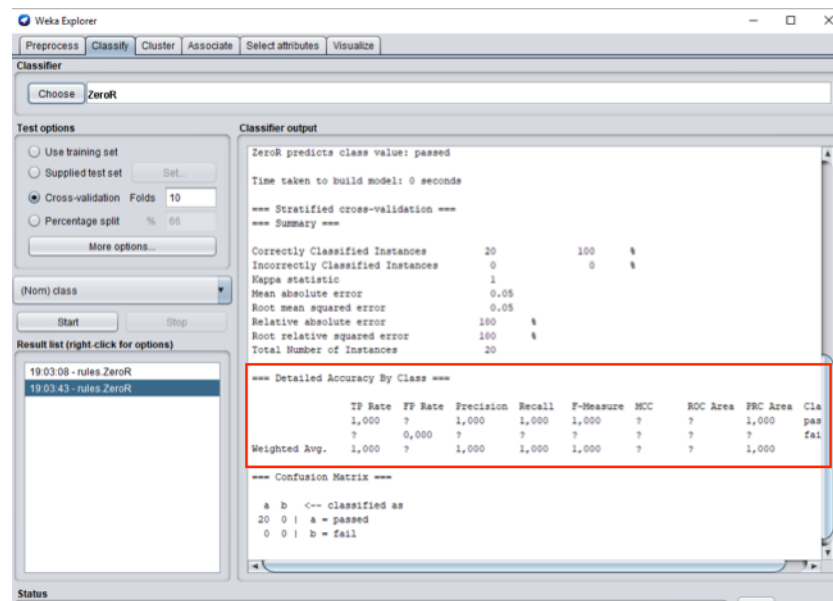 Weka Explorer
Preprocess Classify Cluster Associate Select attributes Visualize
Classifier
Choose ZeroR
Test options
Use training set
Supplied test set Set...
Cross-validation Folds 10
Percentage split % 66
More options...
(Nom) class
Start Stop
Result list (right-click for options)
19:03:08 - rules.ZeroR
19:03:43 - rules.ZeroR
Classifier output
ZeroR predicts class value: passed
Time taken to build model: 0 seconds
=== Stratified cross-validation ===
=== Summary ===
Correctly Classified Instances 20 100 %
Incorrectly Classified Instances 0 0 %
Kappa statistic 1
Mean absolute error 0.05
Root mean squared error 0.05
Relative absolute error 100 %
Root relative squared error 100 %
Total Number of Instances 20
=== Detailed Accuracy By Class ===
TP Rate FP Rate Precision Recall F-Measure MCC ROC Area PRC Area Cla
1,000 ? 1,000 1,000 1,000 ? ? 1,000 pas
? 0,000 ? ? ? ? ? ? fai
Weighted Avg. 1,000 ? 1,000 1,000 1,000 ? ? 1,000
=== Confusion Matrix ===
a b <-- classified as
20 0 | a = passed
0 0 | b = fail
Status